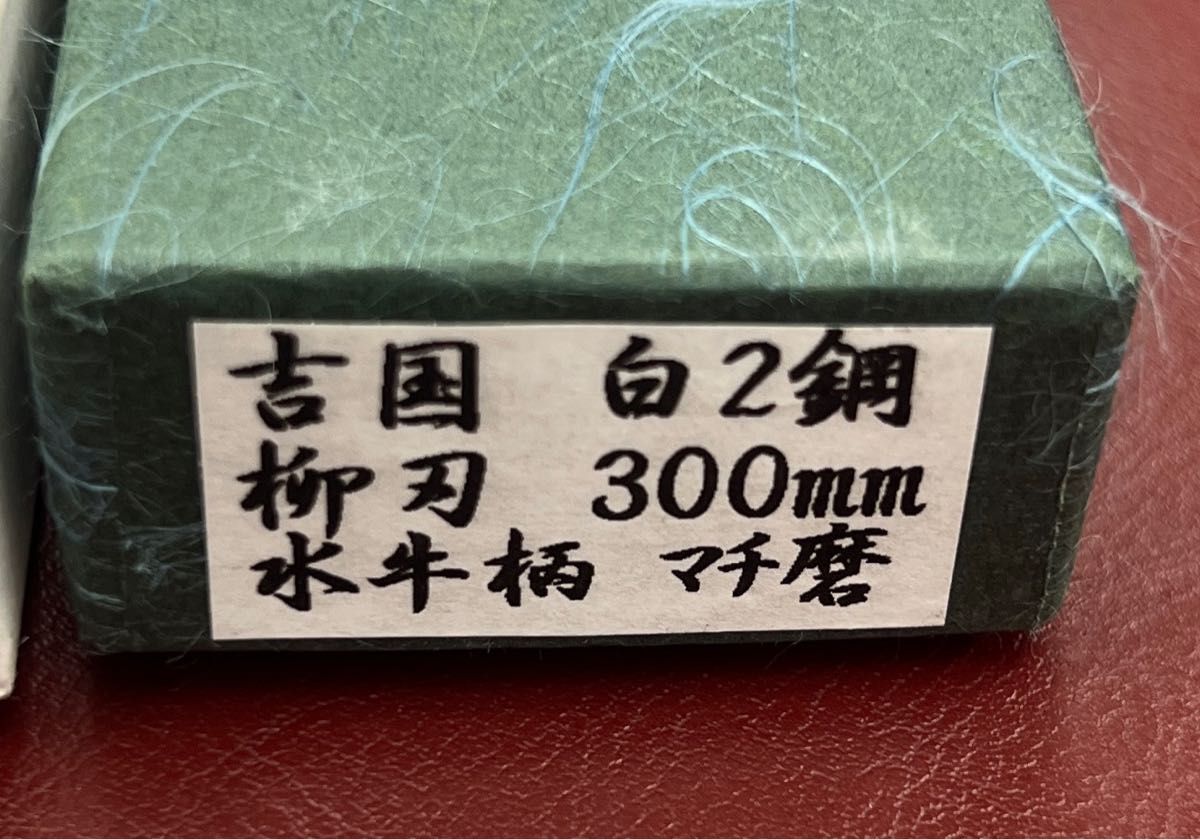 吉国　白2鋼
柳刃　300mm
水牛柄 マチ磨